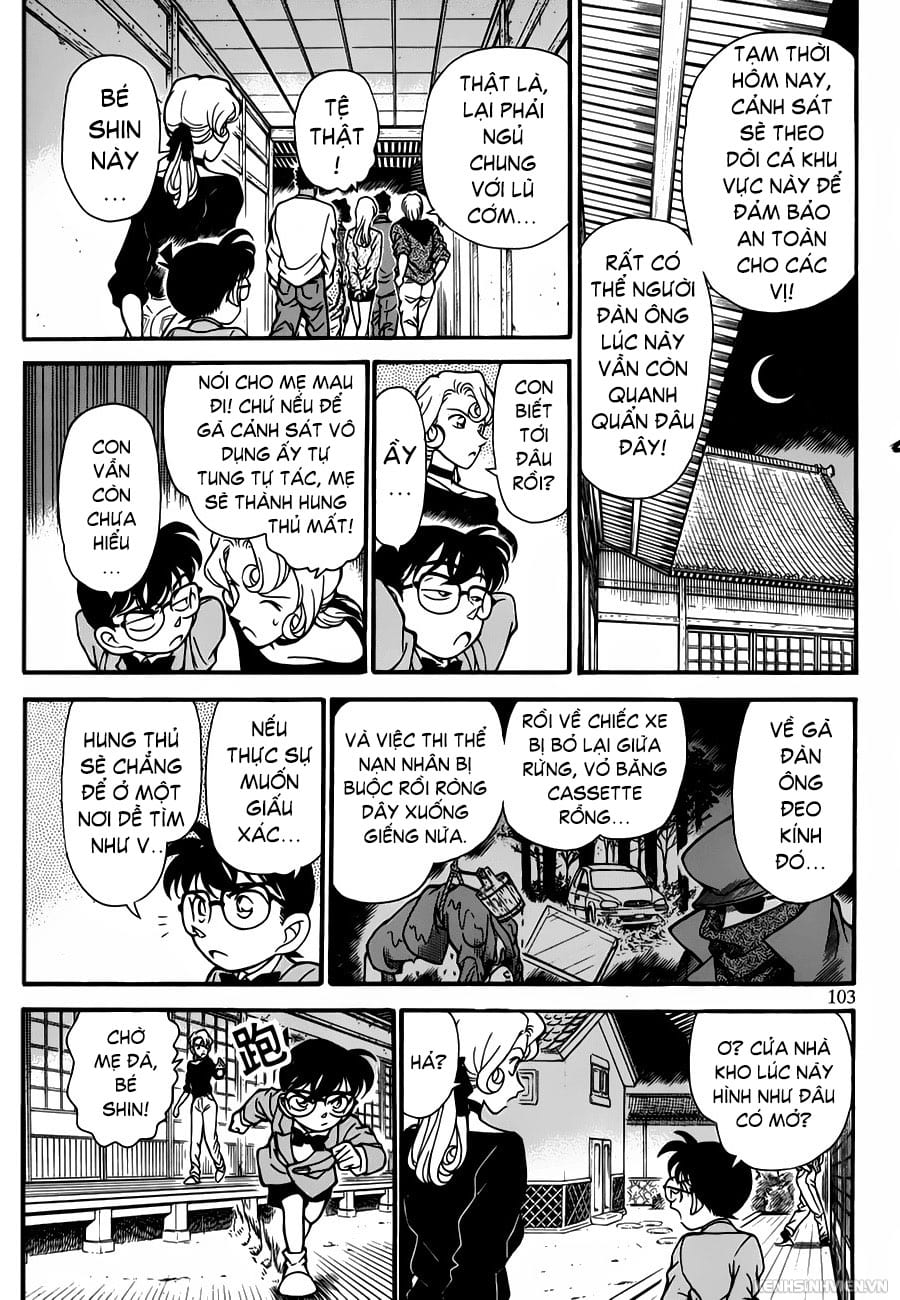 TẠM THỜI
HÔM NAY,
CẢNH SÁT
SẼ THEO
DÕI CẢ KHU
VỰC NÀY ĐỂ
ĐẢM BẢO
AN TOÀN
CHO CÁC
VỊ!
RẤT CÓ
THỂ NGƯỜI
ĐÀN ÔNG
LÚC NÀY
VẪN CÒN
QUANH
QUẨN ĐÂU
ĐÂY!
THẬT LÀ,
LẠI PHẢI
NGỦ
CHUNG
VỚI LŨ
CỚM...
TỆ
THẬT
!
BÉ
SHIN
NÀY
...
CON
BIẾT
TỚI
ĐÂU
RỒI?
ẦY
...
NÓI CHO MẸ MAU
ĐI! CHỨ NẾU ĐỂ
GÃ CẢNH SÁT VÔ
DỤNG ẤY TỰ
TUNG TỰ TÁC, MẸ
SẼ THÀNH HUNG
THỦ MẤT!
CON
VẪN
CÒN
CHƯA
HIỂU
...
VỀ GÃ
ĐÀN
ÔNG
ĐEO
KÍNH
ĐÓ...
RỒI VỀ CHIẾC XE
BỊ BỎ LẠI GIỮA
RỪNG, VỎ BĂNG
CASSETTE
RỖNG...
VÀ VIỆC THI THỂ
NẠN NHÂN BỊ
BUỘC RỒI RÒNG
DÂY XUỐNG
GIẾNG NỮA.
NẾU
THỰC SỰ
MUỐN
GIẤU
XÁC...
HUNG THỦ
SẼ CHẲNG
ĐỂ Ở MỘT
NƠI DỄ TÌM
NHƯ V...
103
Ơ? CỬA NHÀ
KHO LÚC NÀY
HÌNH NHƯ ĐÂU
CÓ MỞ?
HẢ?
跑
CHỜ
MẸ ĐÃ,
BÉ
SHIN!
KENHSINHVIEN.VN